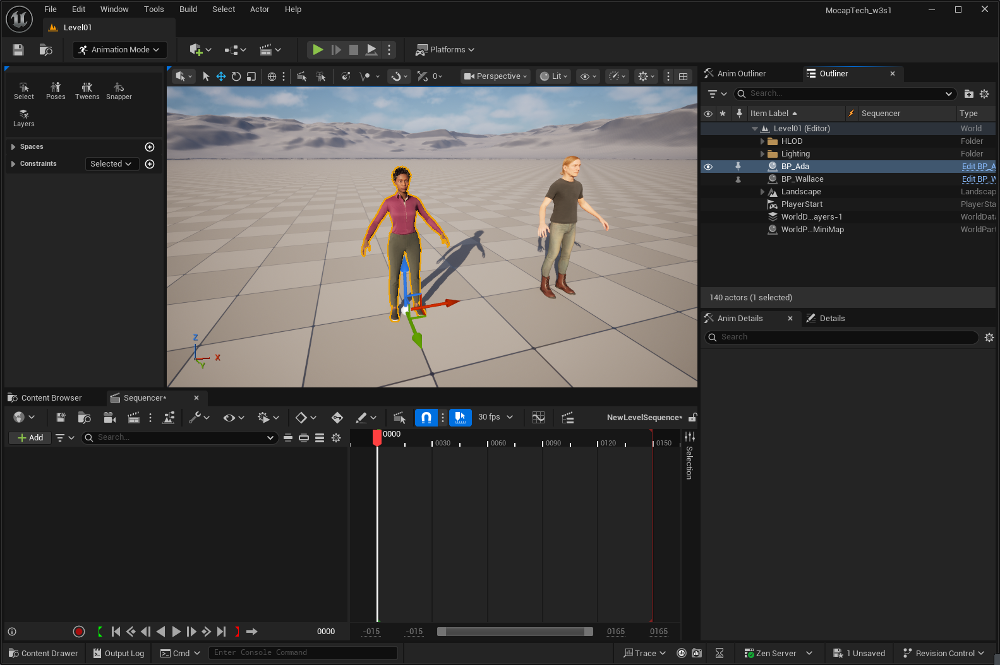 File Edit Window Tools Build Select Actor Help
MocapTech_w3s1
Level01
Animation Mode
Platforms
Select Poses Tweens Snapper
Layers
Spaces
Constraints Selected
0
Perspective
Lit
Z
X
Y
Anim Outliner
Outliner
Search...
Item Label Sequencer Type
Level01 (Editor) World
HLOD Folder
Lighting Folder
BP_Ada Edit BP_A
BP_Wallace Edit BP_W
Landscape Landscap
PlayerStart PlayerSta
WorldD...ayers-1 WorldData
WorldP...MiniMap WorldPart
140 actors (1 selected)
Anim Details
Details
Search
Content Browser
Sequencer*
30 fps
NewLevelSequence*
Add
Search...
0000
0030 0060 0090 0120 0150
Selection
0000
-015 -015 0165 0165
Content Drawer
Output Log
Cmd
Enter Console Command
Trace
Zen Server
1 Unsaved
Revision Control